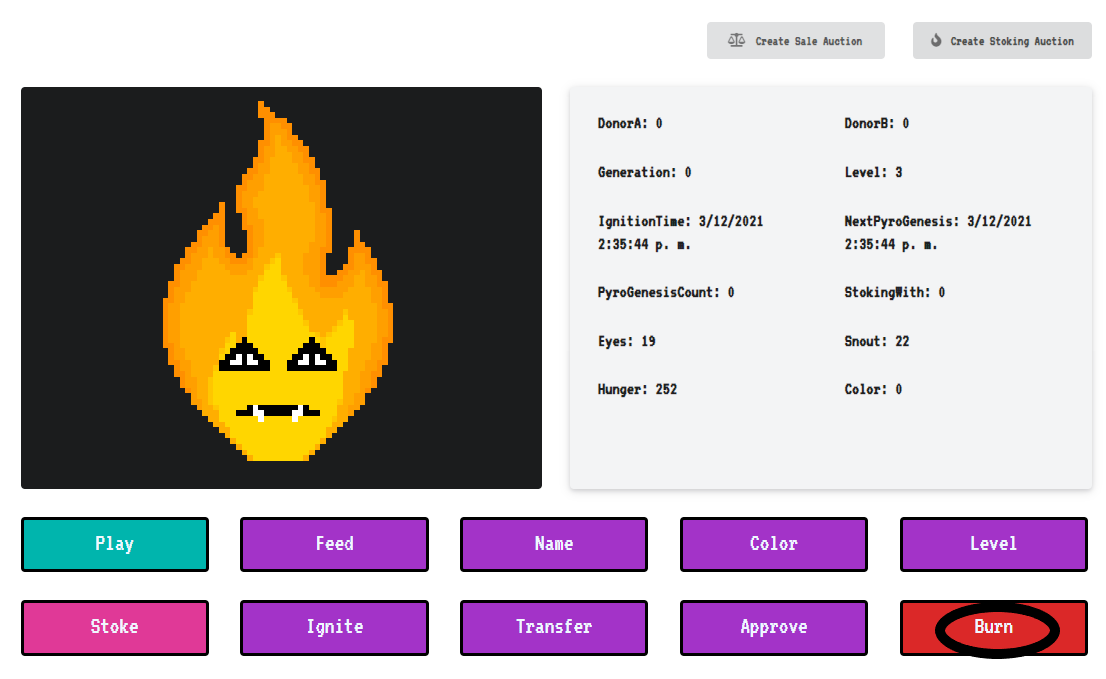 Create Sale Auction
Create Stoking Auction
DonorA: 0
DonorB: 0
Generation: 0
Level: 3
IgnitionTime: 3/12/2021
2:35:44 p. m.
NextPyroGenesis: 3/12/2021
2:35:44 p. m.
PyroGenesisCount: 0
StokingWith: 0
Eyes: 19
Snout: 22
Hunger: 252
Color: 0
Play
Feed
Name
Color
Level
Stoke
Ignite
Transfer
Approve
Burn